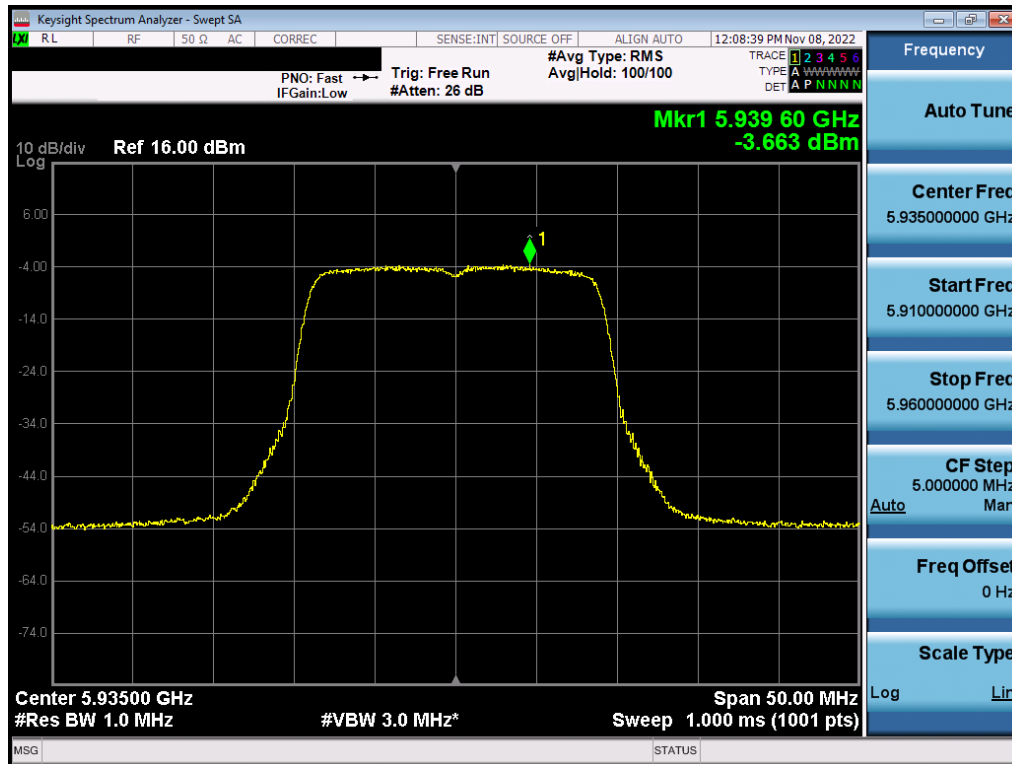 Keysight Spectrum Analyzer - Swept SA
LXI RL RF 50 Ω AC CORREC SENSE:INT SOURCE OFF ALIGN AUTO 12:08:39 PM Nov 08, 2022
PNO: Fast
IFGain:Low
Trig: Free Run
#Atten: 26 dB
#Avg Type: RMS
Avg|Hold: 100/100
TRACE 1 2 3 4 5 6
TYPE A WWWWW
DET A P N N N N
Mkr1 5.939 60 GHz
-3.663 dBm
10 dB/div Ref 16.00 dBm
Log
1
6.00
-4.00
-14.0
-24.0
-34.0
-44.0
-54.0
-64.0
-74.0
Center 5.93500 GHz Span 50.00 MHz
#Res BW 1.0 MHz #VBW 3.0 MHz* Sweep 1.000 ms (1001 pts)
MSG STATUS
Frequency
Auto Tune
Center Freq
5.935000000 GHz
Start Freq
5.910000000 GHz
Stop Freq
5.960000000 GHz
CF Step
5.000000 MHz
Auto Man
Freq Offset
0 Hz
Scale Type
Log Lin